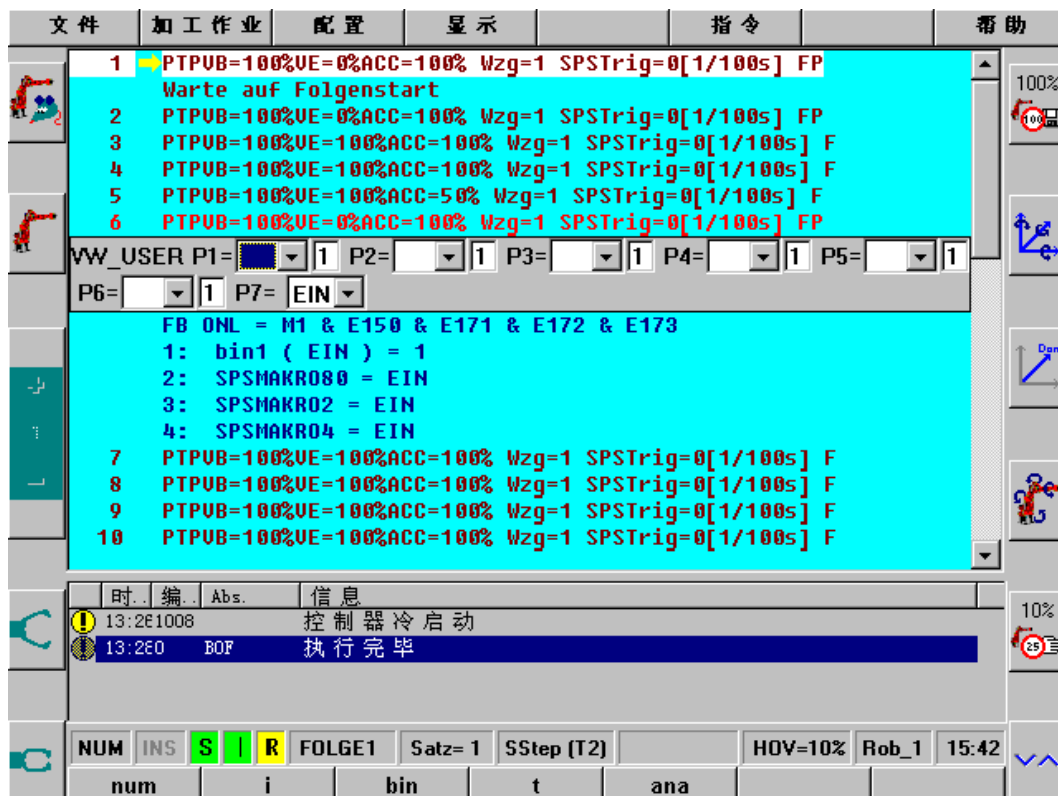 文件 加工作业 配置 显示 指令 帮助
1 PTPVB=100%VE=0%ACC=100% Wzg=1 SPSTrig=0[1/100s] FP
Warte auf Folgenstart
2 PTPVB=100%VE=0%ACC=100% Wzg=1 SPSTrig=0[1/100s] FP
3 PTPVB=100%VE=100%ACC=100% Wzg=1 SPSTrig=0[1/100s] F
4 PTPVB=100%VE=100%ACC=100% Wzg=1 SPSTrig=0[1/100s] F
5 PTPVB=100%VE=100%ACC=50% Wzg=1 SPSTrig=0[1/100s] F
6 PTPVB=100%VE=0%ACC=100% Wzg=1 SPSTrig=0[1/100s] FP
VW_USER P1= 1 P2= 1 P3= 1 P4= 1 P5= 1
P6= 1 P7= EIN
FB ONL = M1 & E150 & E171 & E172 & E173
1: bin1 ( EIN ) = 1
2: SPSMAKRO80 = EIN
3: SPSMAKRO2 = EIN
4: SPSMAKRO4 = EIN
7 PTPVB=100%VE=100%ACC=100% Wzg=1 SPSTrig=0[1/100s] F
8 PTPVB=100%VE=100%ACC=100% Wzg=1 SPSTrig=0[1/100s] F
9 PTPVB=100%VE=100%ACC=100% Wzg=1 SPSTrig=0[1/100s] F
10 PTPVB=100%VE=100%ACC=100% Wzg=1 SPSTrig=0[1/100s] F
100%
100
10%
25
时.. 编.. Abs. 信息
13:26 1008 控制器冷启动
13:26 0 BOF 执行完毕
NUM INS S I R FOLGE1 Satz= 1 SStep (T2) HOV=10% Rob_1 15:42
num i bin t ana